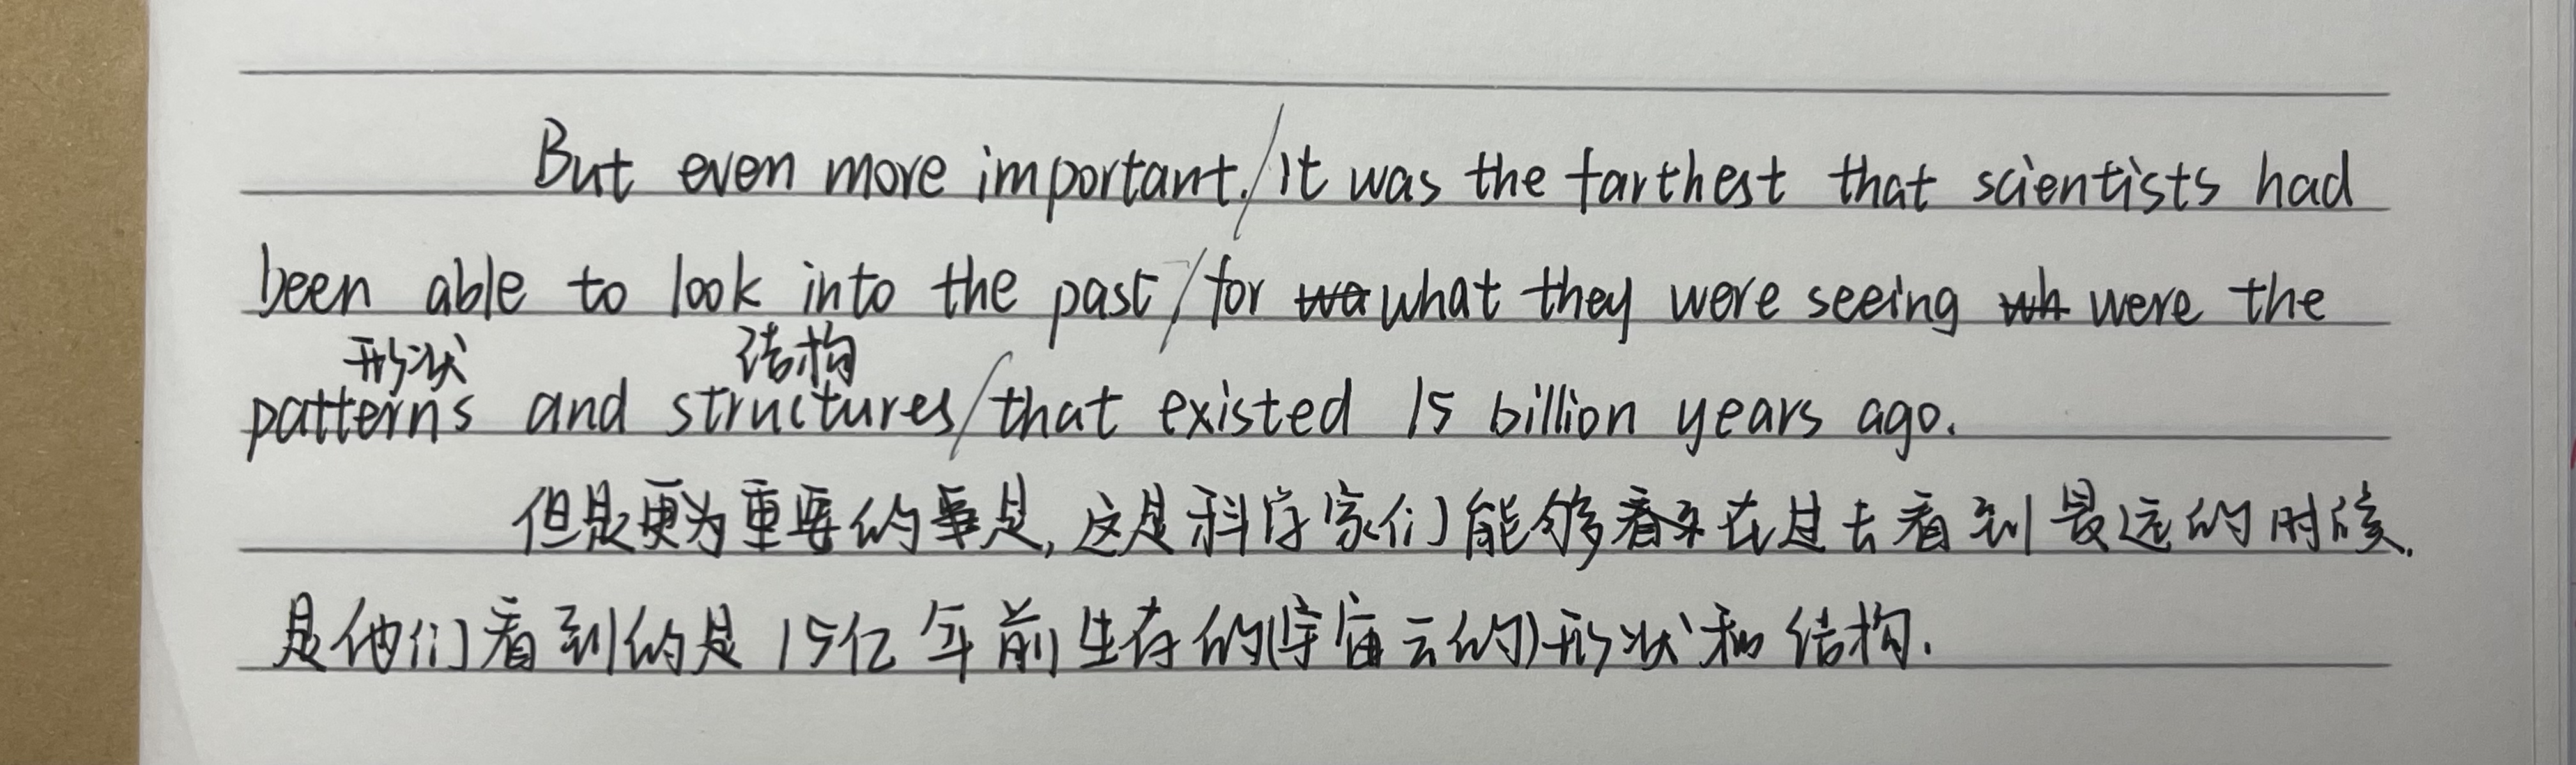 But even more important, / it was the farthest that scientists had
been able to look into the past / for what they were seeing were the
形状 结构
patterns and structures / that existed 15 billion years ago.
但是更为重要的事是,这是科学家们能够看在过去看到最远的时候.
是他们看到的是15亿年前生存的(宇宙云的)形状和结构.